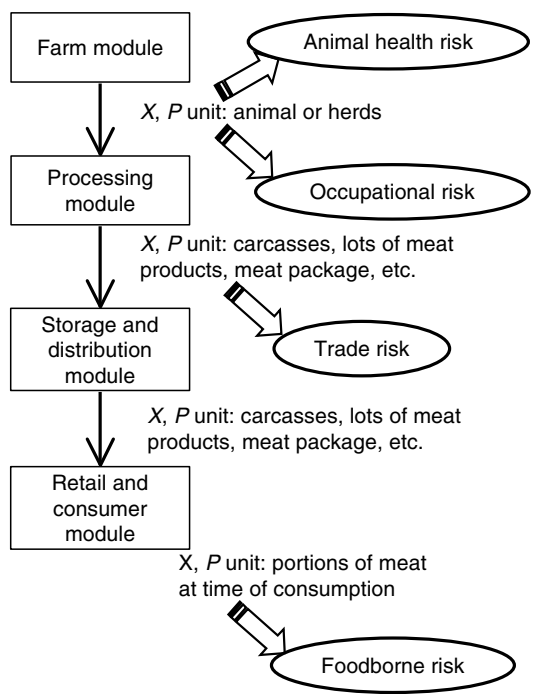 Farm module
Animal health risk
X, P unit: animal or herds
Processing
module
Occupational risk
X, P unit: carcasses, lots of meat
products, meat package, etc.
Storage and
distribution
module
Trade risk
X, P unit: carcasses, lots of meat
products, meat package, etc.
Retail and
consumer
module
X, P unit: portions of meat
at time of consumption
Foodborne risk